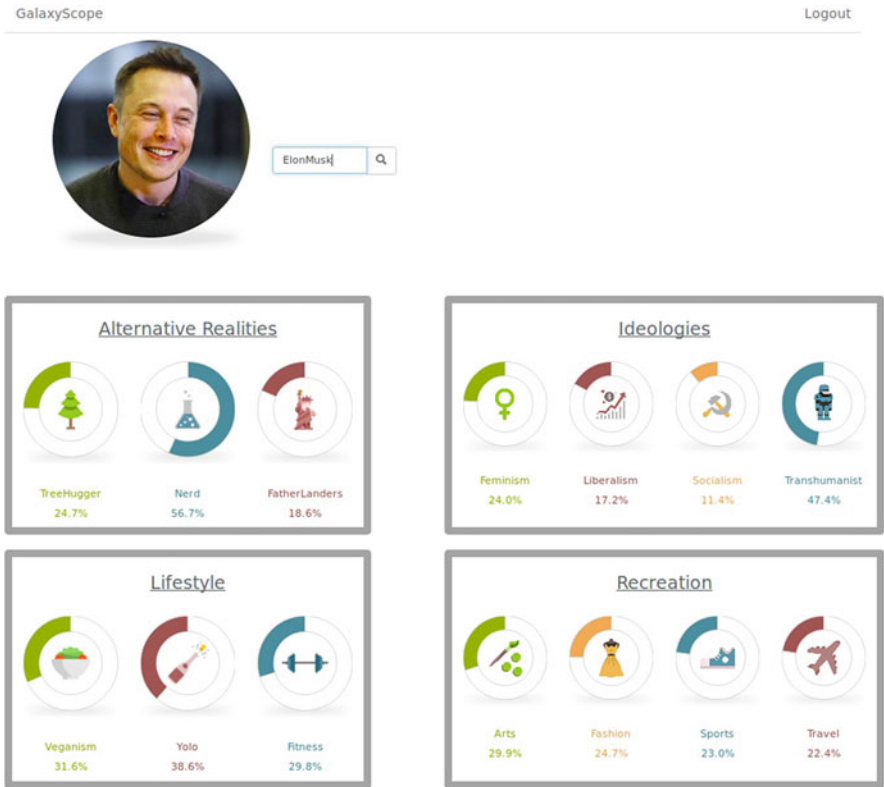 GalaxyScope Logout
ElonMusk
Alternative Realities
TreeHugger Nerd FatherLanders
24.7% 56.7% 18.6%
Ideologies
Feminism Liberalism Socialism Transhumanist
24.0% 17.2% 11.4% 47.4%
Lifestyle
Veganism Yolo Fitness
31.6% 38.6% 29.8%
Recreation
Arts Fashion Sports Travel
29.9% 24.7% 23.0% 22.4%